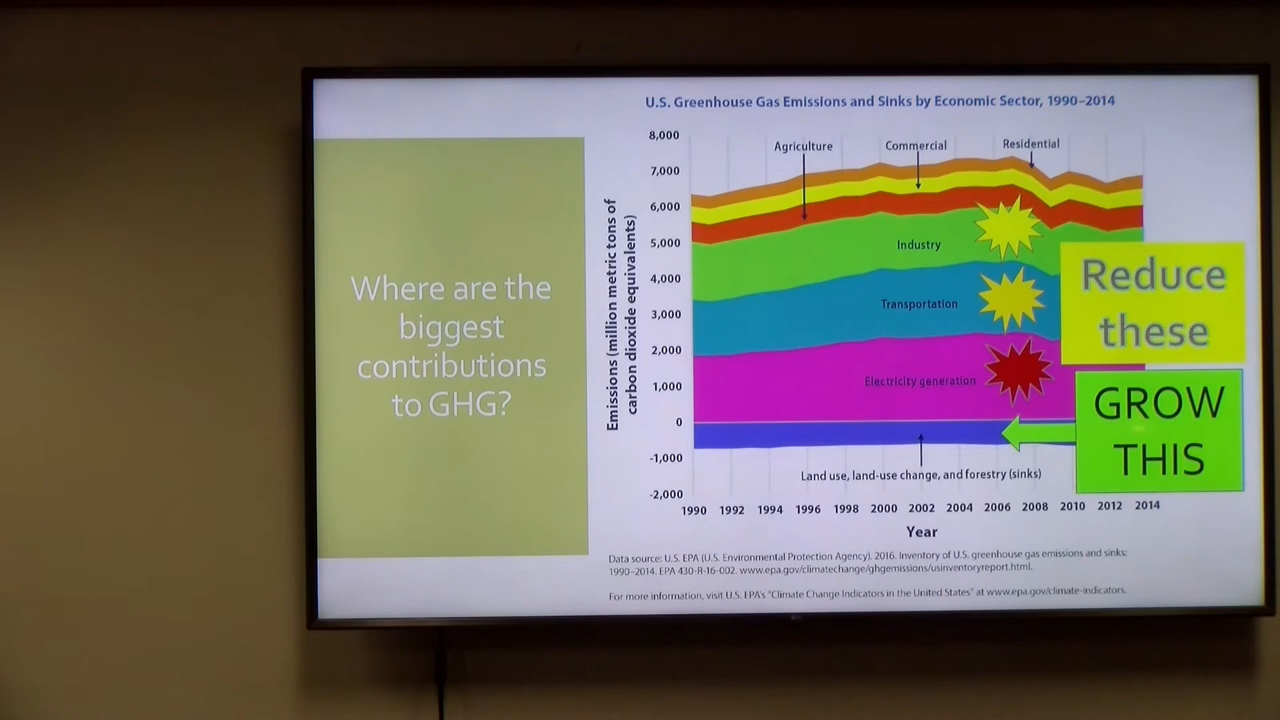 Where are the
biggest
contributions
to GHG?
U.S. Greenhouse Gas Emissions and Sinks by Economic Sector, 1990–2014
Emissions (million metric tons of
carbon dioxide equivalents)
8,000
7,000
6,000
5,000
4,000
3,000
2,000
1,000
0
-1,000
-2,000
Agriculture
Commercial
Residential
Industry
Transportation
Electricity generation
Land use, land-use change, and forestry (sinks)
Reduce
these
GROW
THIS
1990 1992 1994 1996 1998 2000 2002 2004 2006 2008 2010 2012 2014
Year
Data source: U.S. EPA (U.S. Environmental Protection Agency). 2016. Inventory of U.S. greenhouse gas emissions and sinks:
1990–2014. EPA 430-R-16-002. www.epa.gov/climatechange/ghgemissions/usinventoryreport.html.
For more information, visit U.S. EPA's "Climate Change Indicators in the United States" at www.epa.gov/climate-indicators.